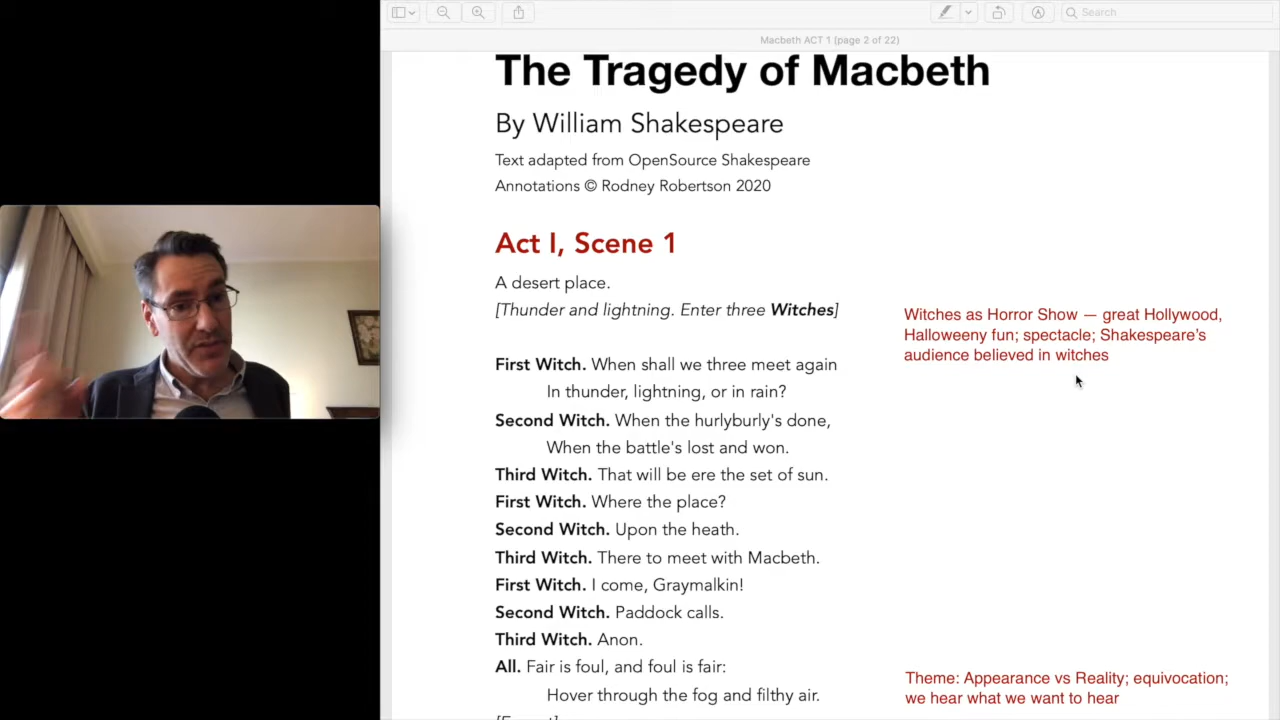 Search
Macbeth ACT 1 (page 2 of 22)
The Tragedy of Macbeth
By William Shakespeare
Text adapted from OpenSource Shakespeare
Annotations © Rodney Robertson 2020
Act I, Scene 1
A desert place.
[Thunder and lightning. Enter three Witches]
Witches as Horror Show — great Hollywood,
Halloweeny fun; spectacle; Shakespeare's
audience believed in witches
First Witch. When shall we three meet again
In thunder, lightning, or in rain?
Second Witch. When the hurlyburly's done,
When the battle's lost and won.
Third Witch. That will be ere the set of sun.
First Witch. Where the place?
Second Witch. Upon the heath.
Third Witch. There to meet with Macbeth.
First Witch. I come, Graymalkin!
Second Witch. Paddock calls.
Third Witch. Anon.
All. Fair is foul, and foul is fair:
Hover through the fog and filthy air.
Theme: Appearance vs Reality; equivocation;
we hear what we want to hear